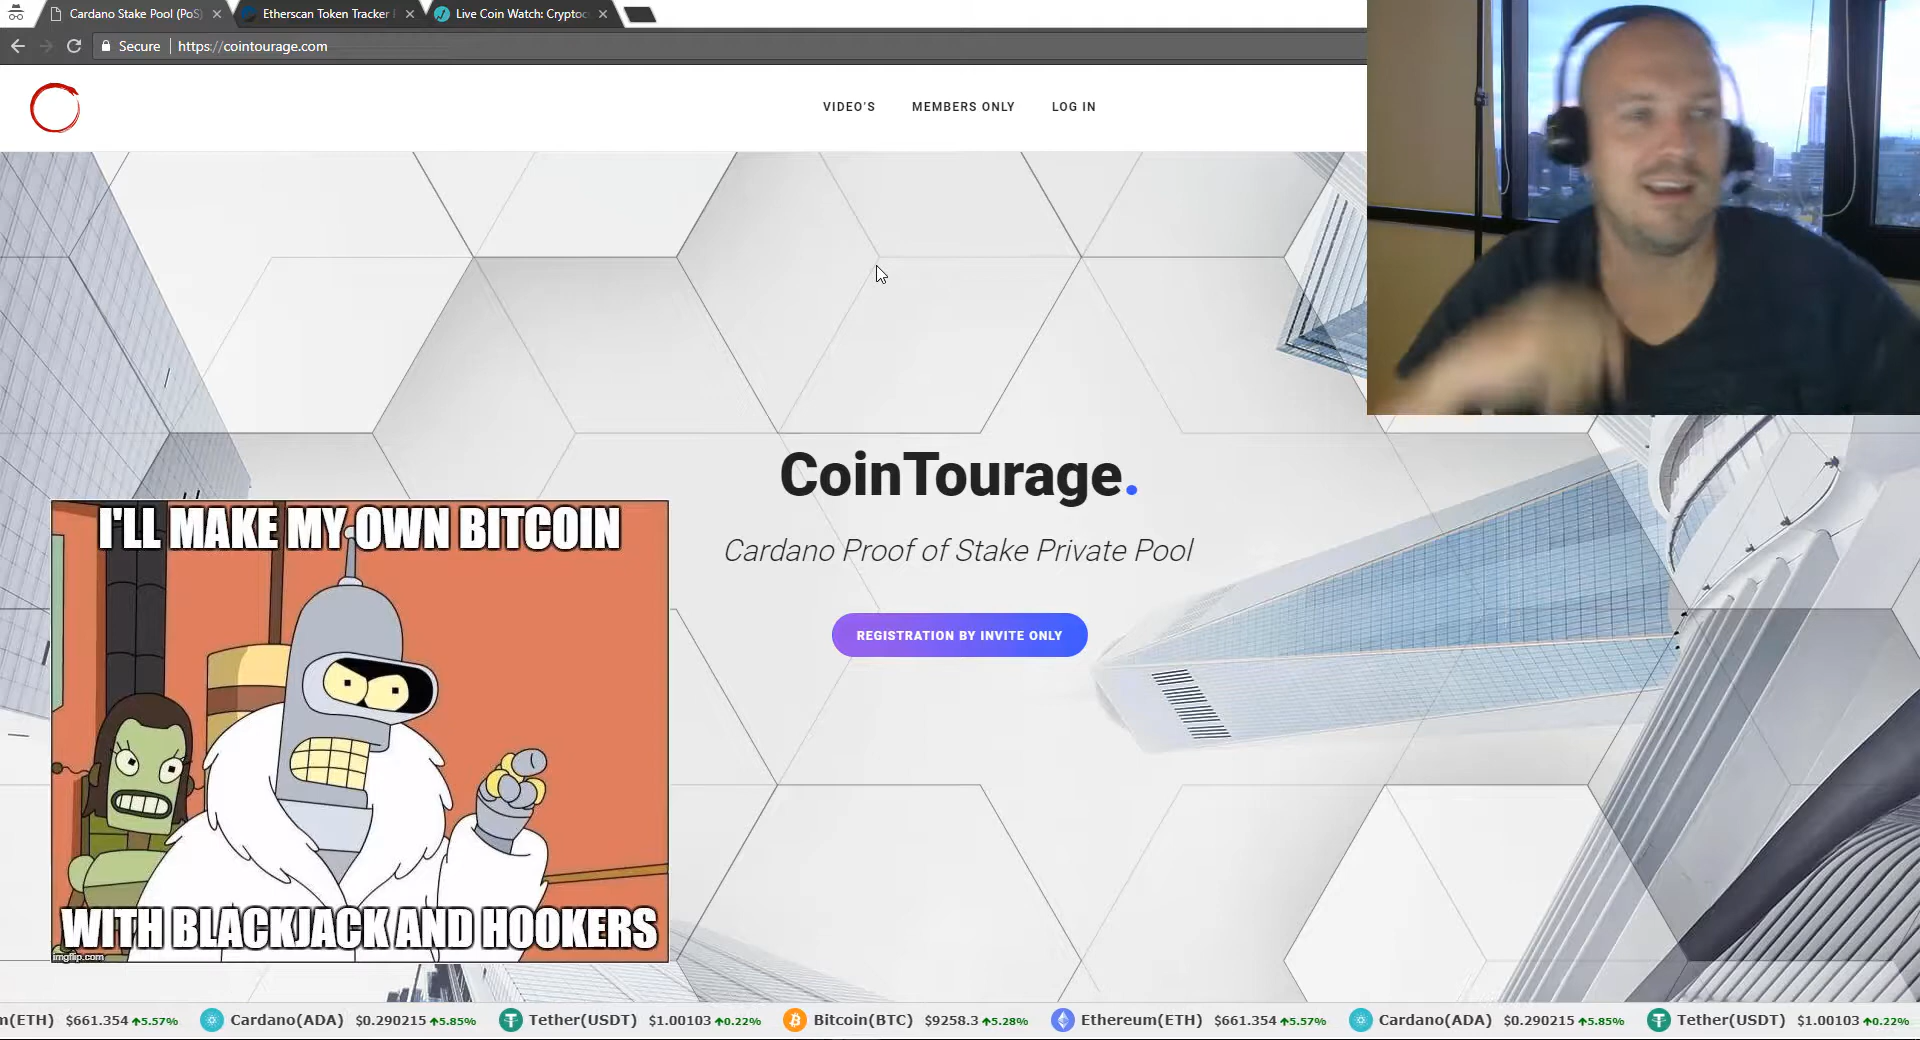 Cardano Stake Pool (PoS)
Etherscan Token Tracker
Live Coin Watch: Cryptoc
Secure
https://cointourage.com
VIDEO'S
MEMBERS ONLY
LOG IN
CoinTourage.
Cardano Proof of Stake Private Pool
REGISTRATION BY INVITE ONLY
I'LL MAKE MY OWN BITCOIN
WITH BLACKJACK AND HOOKERS
imgflip.com
m(ETH) $661.354 5.57% Cardano(ADA) $0.290215 5.85% Tether(USDT) $1.00103 0.22% Bitcoin(BTC) $9258.3 5.28% Ethereum(ETH) $661.354 5.57% Cardano(ADA) $0.290215 5.85% Tether(USDT) $1.00103 0.22%